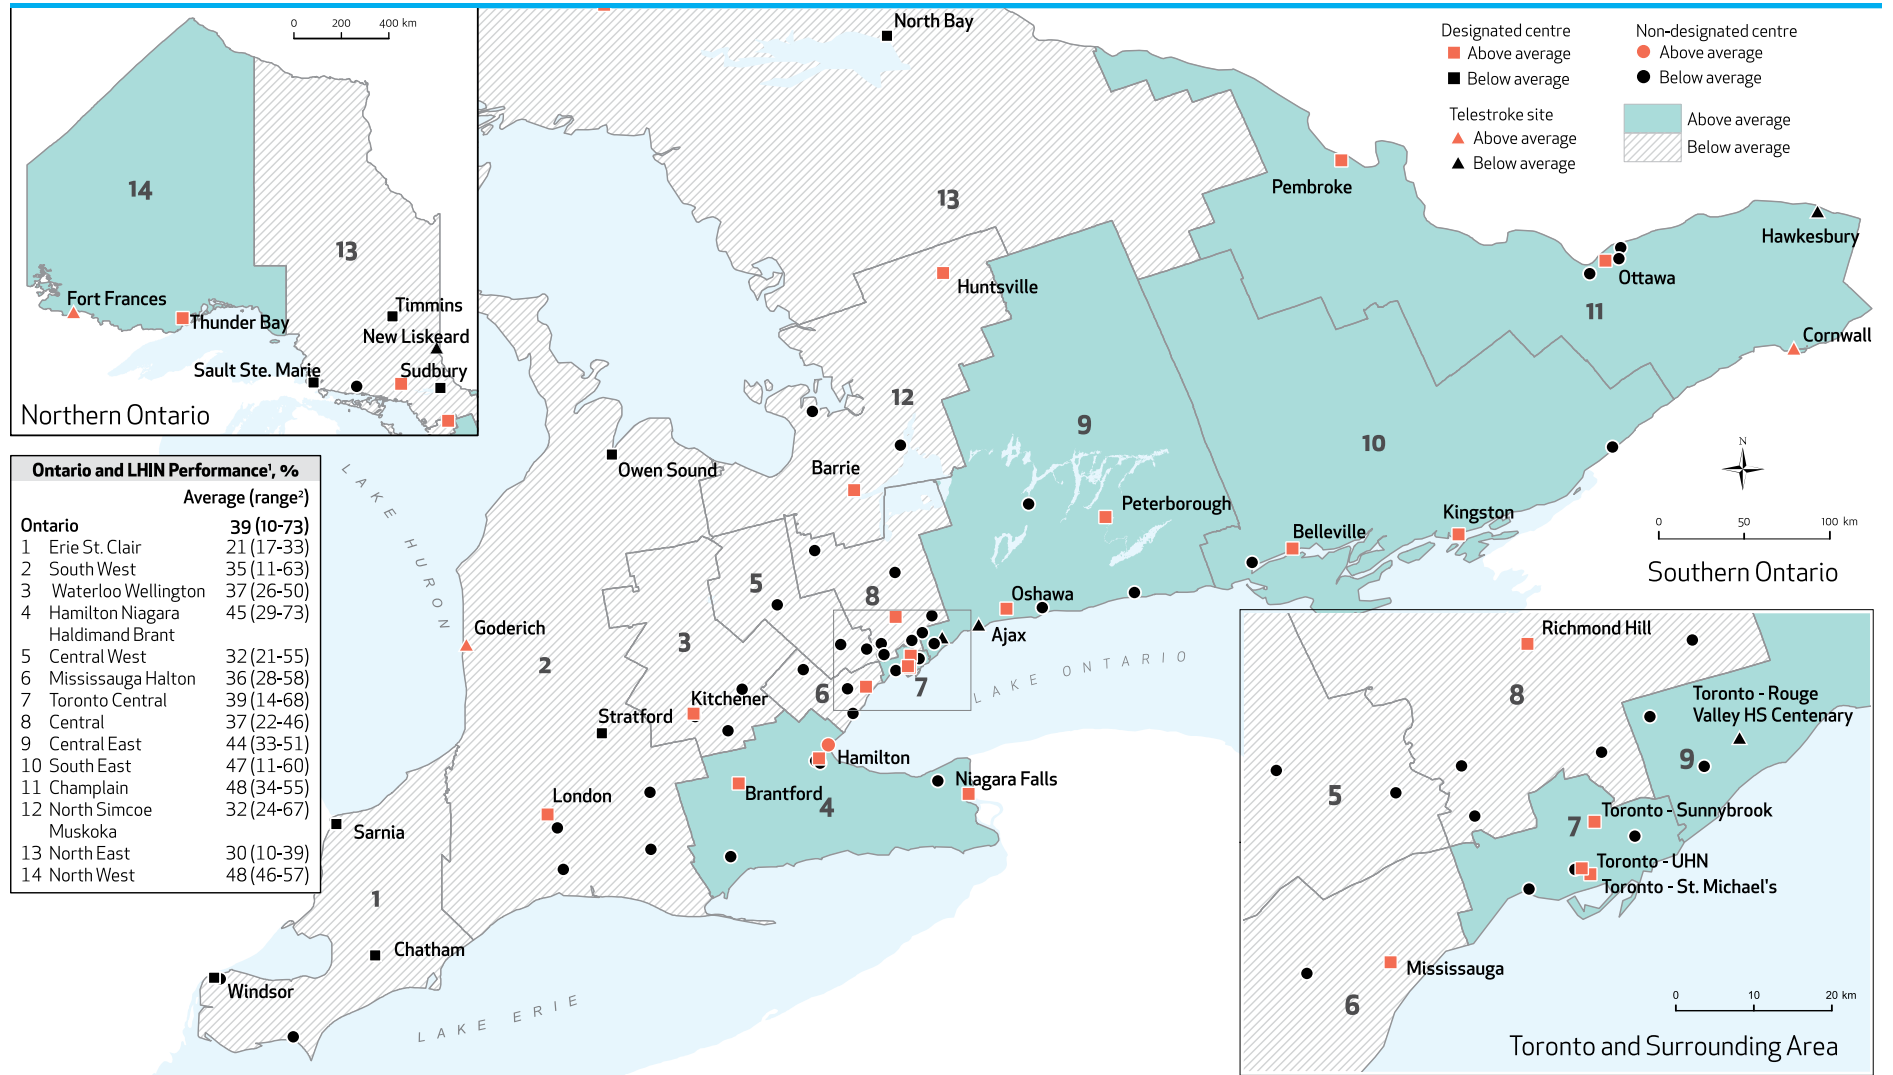 0 200 400 km
14
13
Fort Frances
Thunder Bay
Timmins
New Liskeard
Sault Ste. Marie
Sudbury
Northern Ontario
North Bay
Designated centre
Above average
Below average
Non-designated centre
Above average
Below average
Telestroke site
Above average
Below average
Above average
Below average
Pembroke
13
Hawkesbury
Ottawa
Huntsville
11
Cornwall
12
9
10
Owen Sound
Barrie
Peterborough
Kingston
Belleville
N
0 50 100 km
Southern Ontario
LAKE HURON
5
8
Oshawa
Ajax
Goderich
3
2
LAKE ONTARIO
6
7
Kitchener
Stratford
Hamilton
Niagara Falls
Brantford
4
London
Sarnia
1
Chatham
Windsor
LAKE ERIE
Ontario and LHIN Performance¹, %
Average (range²)
Ontario 39 (10-73)
1 Erie St. Clair 21 (17-33)
2 South West 35 (11-63)
3 Waterloo Wellington 37 (26-50)
4 Hamilton Niagara 45 (29-73)
Haldimand Brant
5 Central West 32 (21-55)
6 Mississauga Halton 36 (28-58)
7 Toronto Central 39 (14-68)
8 Central 37 (22-46)
9 Central East 44 (33-51)
10 South East 47 (11-60)
11 Champlain 48 (34-55)
12 North Simcoe 32 (24-67)
Muskoka
13 North East 30 (10-39)
14 North West 48 (46-57)
Richmond Hill
8
Toronto - Rouge
Valley HS Centenary
9
5
7
Toronto - Sunnybrook
Toronto - UHN
Toronto - St. Michael's
Mississauga
6
0 10 20 km
Toronto and Surrounding Area